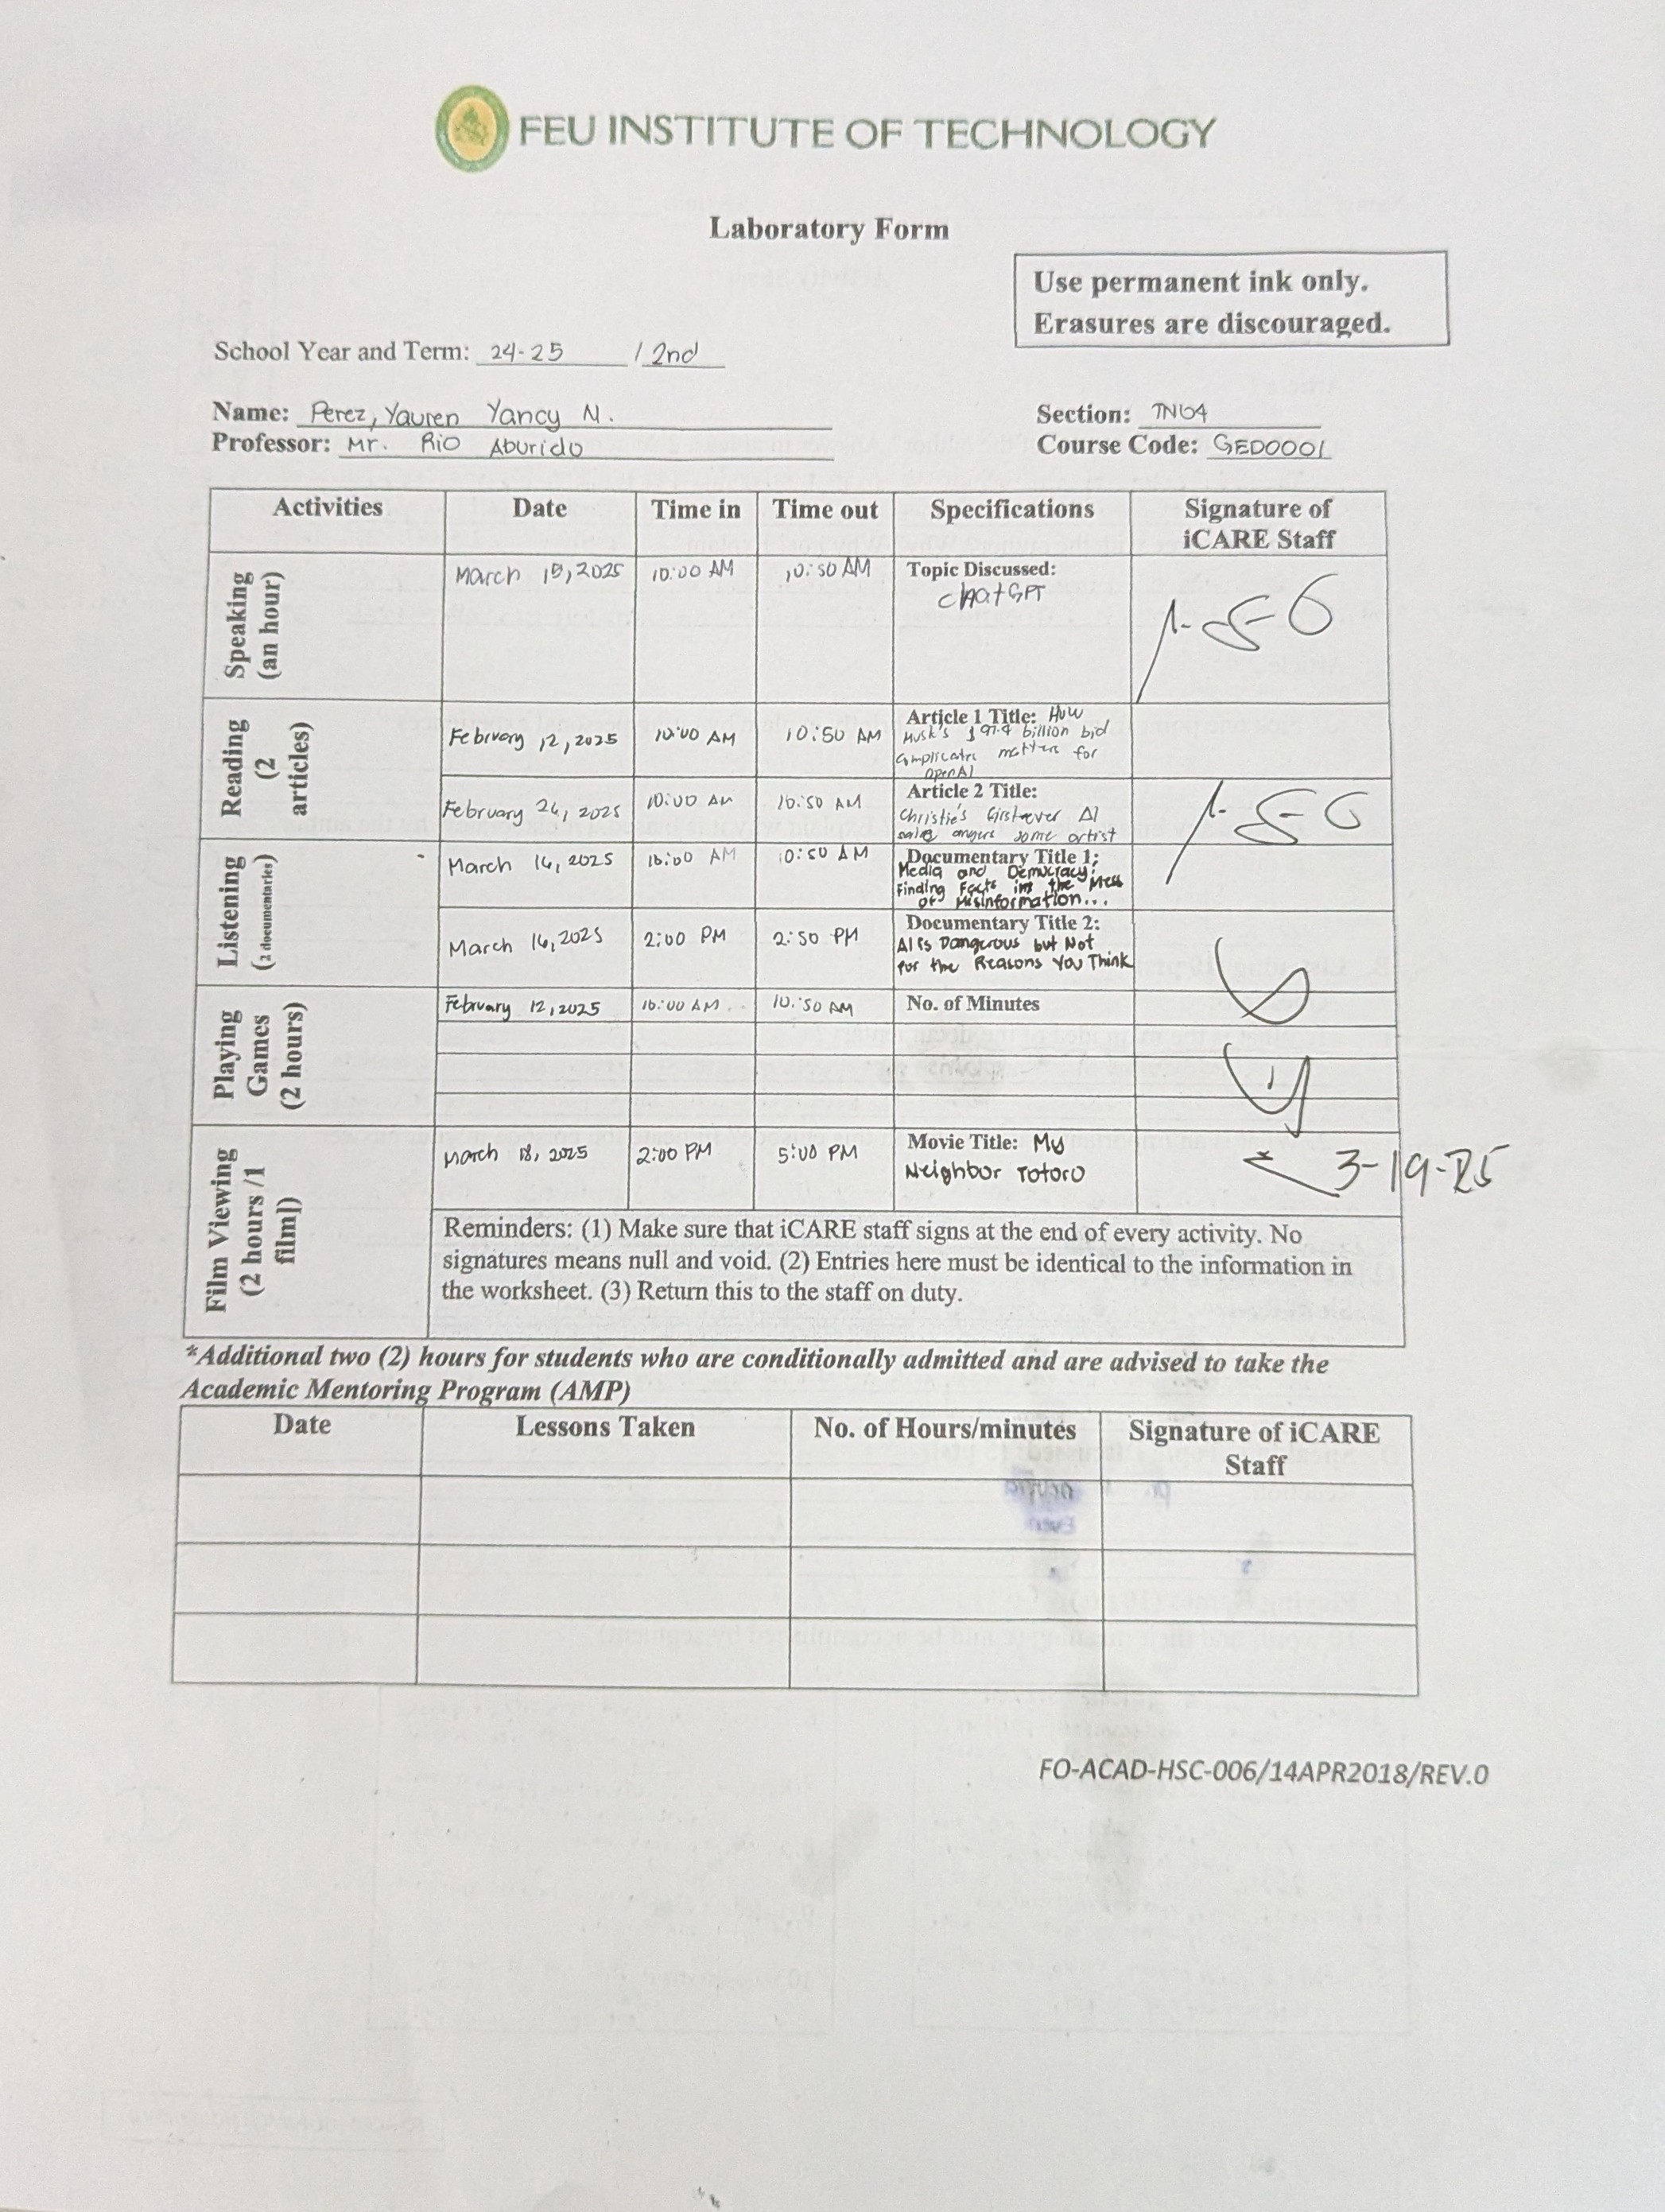 FEU INSTITUTE OF TECHNOLOGY
Laboratory Form
Use permanent ink only.
Erasures are discouraged.
School Year and Term: 24-25 / 2nd
Name: Perez, Yauren Yancy N.
Section: TN64
Professor: Mr. Rio Aburido
Course Code: GED0001
Activities Date Time in Time out Specifications Signature of iCARE Staff
Speaking (an hour)
March 15, 2025 10:00 AM 10:50 AM Topic Discussed:
ChatGPT
Reading (2 articles)
February 12, 2025 10:00 AM 10:50 AM Article 1 Title: How
Musk's $97.4 billion bid
complicates matters for
OpenAI
February 26, 2025 10:00 AM 10:50 AM Article 2 Title:
Christie's first-ever AI
sale angers some artist
Listening (2 documentaries)
March 16, 2025 10:00 AM 10:50 AM Documentary Title 1:
Media and Democracy:
Finding Facts in the Mess
of Misinformation...
March 16, 2025 2:00 PM 2:50 PM Documentary Title 2:
AI is Dangerous but Not
for the Reasons You Think
Playing Games (2 hours)
February 12, 2025 10:00 AM 10:50 AM No. of Minutes
Film Viewing (2 hours /1 film])
March 18, 2025 2:00 PM 5:00 PM Movie Title: My
Neighbor Totoro
3-19-25
Reminders: (1) Make sure that iCARE staff signs at the end of every activity. No
signatures means null and void. (2) Entries here must be identical to the information in
the worksheet. (3) Return this to the staff on duty.
*Additional two (2) hours for students who are conditionally admitted and are advised to take the
Academic Mentoring Program (AMP)
Date Lessons Taken No. of Hours/minutes Signature of iCARE Staff
FO-ACAD-HSC-006/14APR2018/REV.0